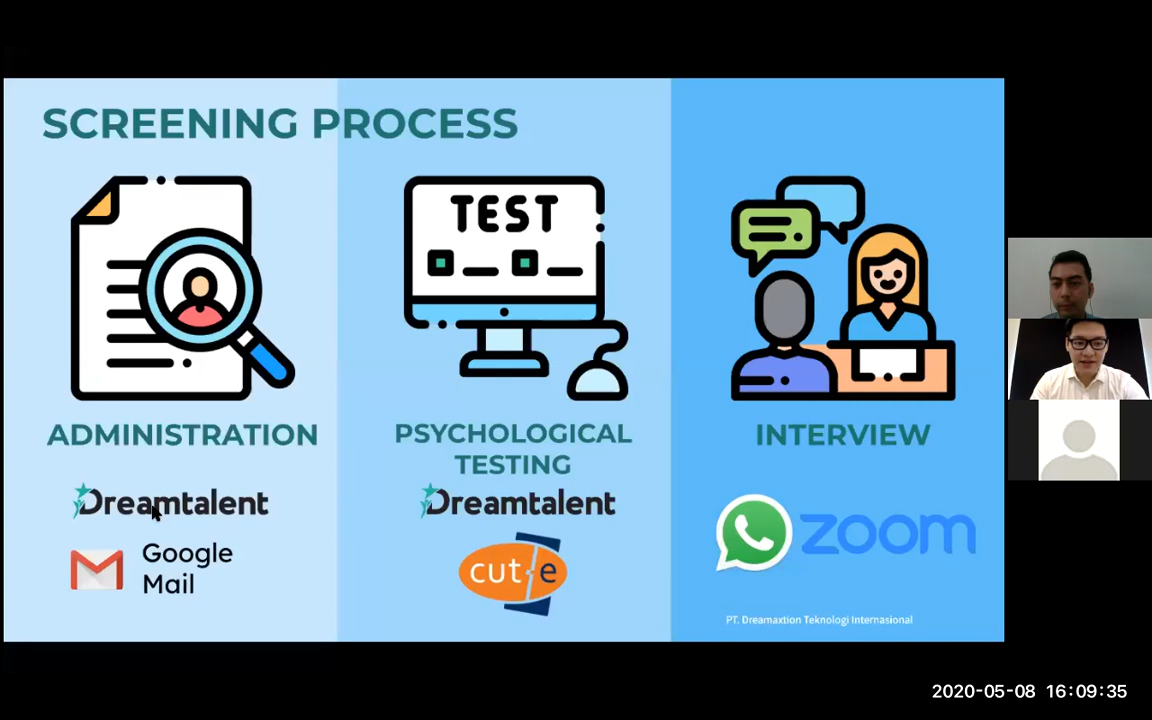 SCREENING PROCESS
TEST
ADMINISTRATION
Dreamtalent
Google
Mail
PSYCHOLOGICAL
TESTING
Dreamtalent
cut-e
INTERVIEW
zoom
PT. Dreamaxtion Teknologi Internasional
2020-05-08 16:09:35